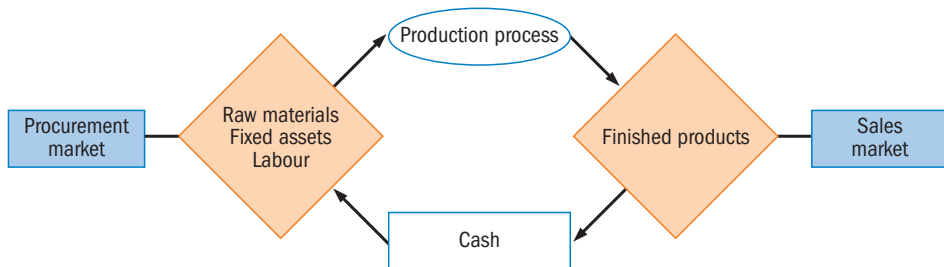 Production process
Procurement
market
Raw materials
Fixed assets
Labour
Finished products
Sales
market
Cash